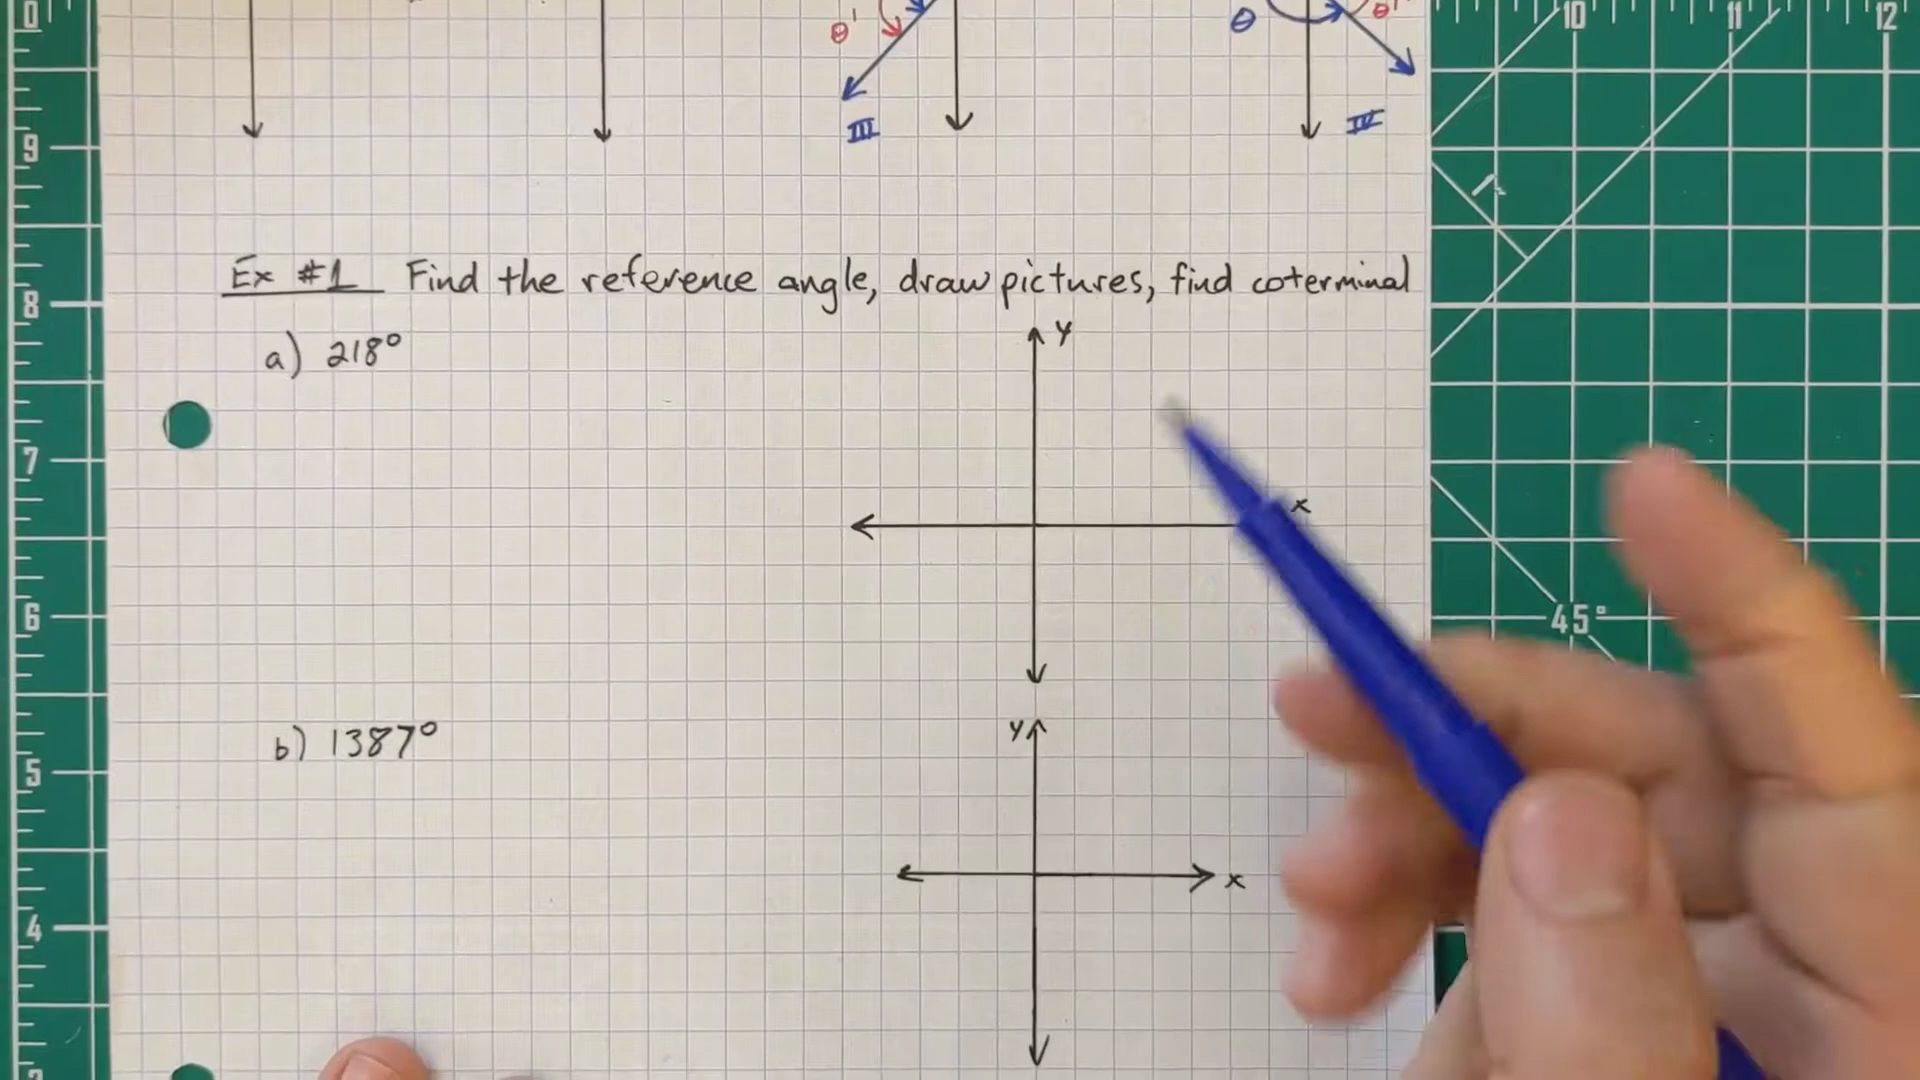 θ'
θ
θ'
III
IV
Ex #1 Find the reference angle, draw pictures, find coterminal
a) 218°
y
x
b) 1387°
y
x
9
8
7
6
5
4
10
11
12
45°